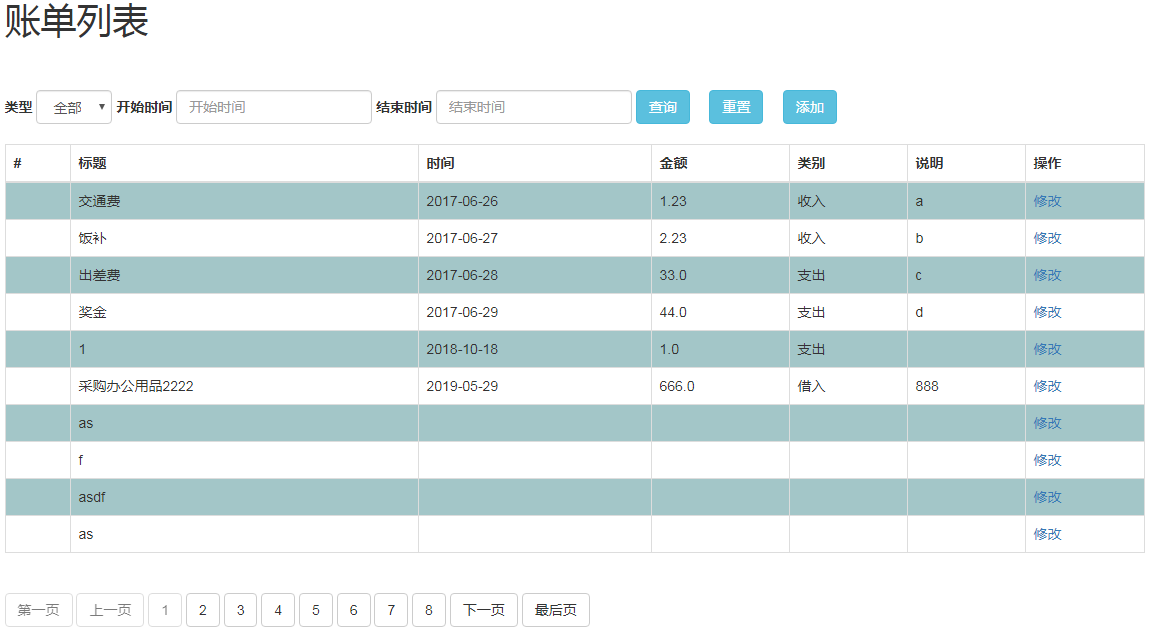 账单列表
类型 全部 开始时间 开始时间 结束时间 结束时间 查询 重置 添加
# 标题 时间 金额 类别 说明 操作
交通费 2017-06-26 1.23 收入 a 修改
饭补 2017-06-27 2.23 收入 b 修改
出差费 2017-06-28 33.0 支出 c 修改
奖金 2017-06-29 44.0 支出 d 修改
1 2018-10-18 1.0 支出 修改
采购办公用品2222 2019-05-29 666.0 借入 888 修改
as 修改
f 修改
asdf 修改
as 修改
第一页 上一页 1 2 3 4 5 6 7 8 下一页 最后页